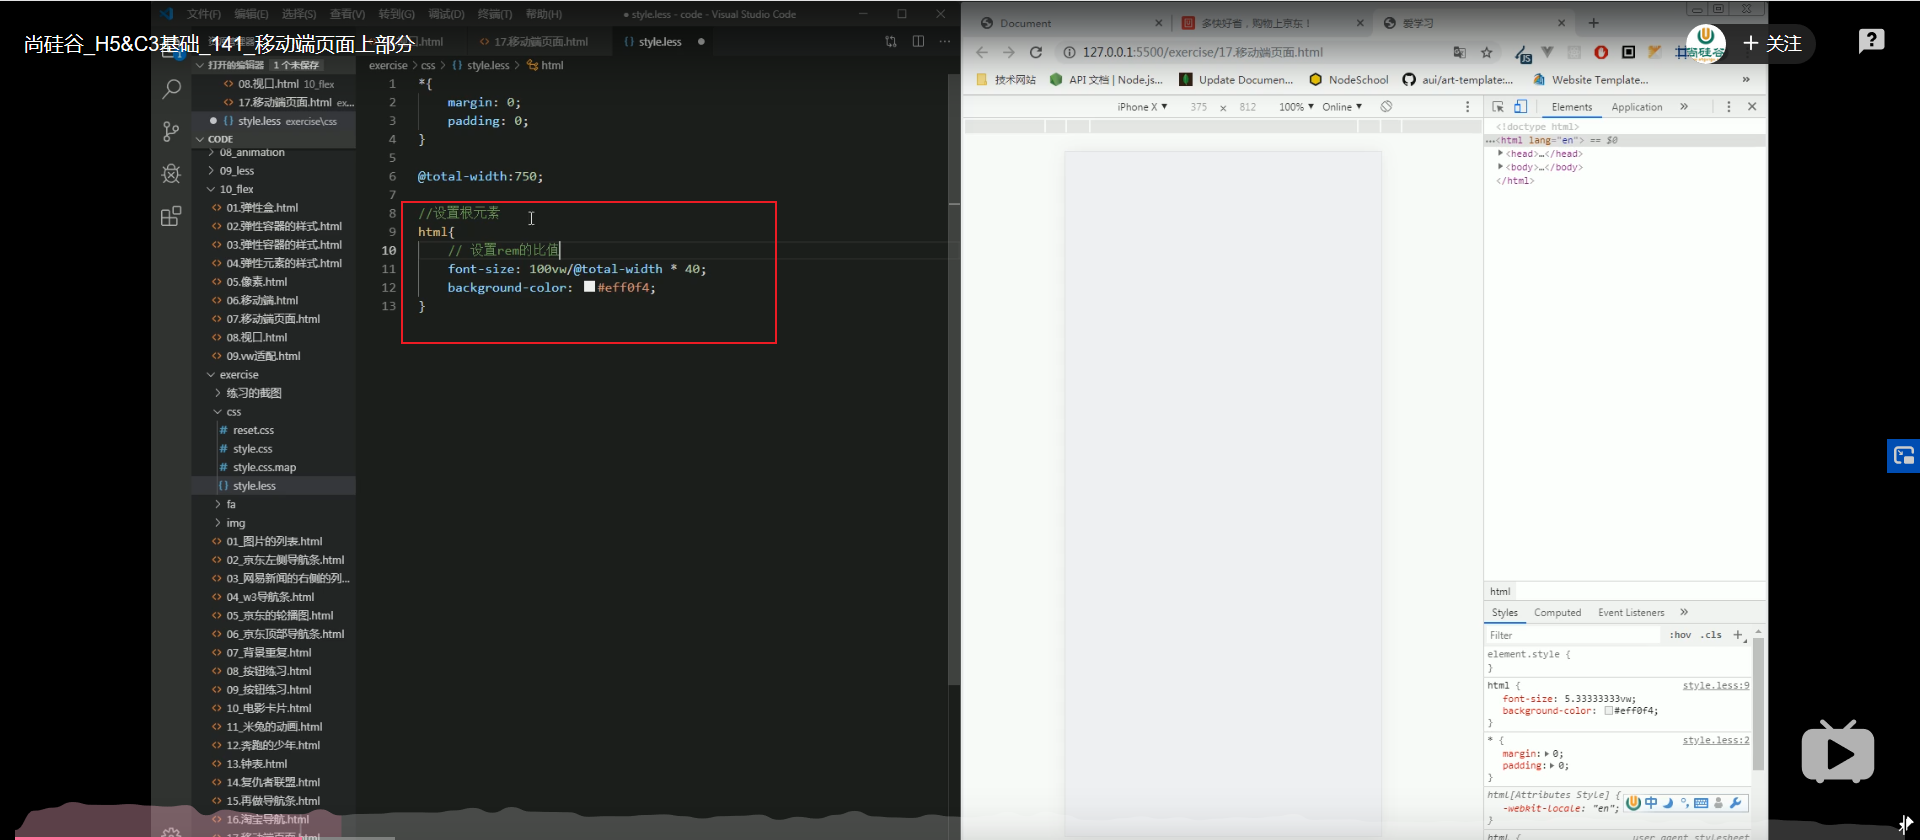 文件(F) 编辑(E) 选择(S) 查看(V) 转到(G) 调试(D) 终端(T) 帮助(H)
● style.less - code - Visual Studio Code
尚硅谷_H5&C3基础_141_移动端页面上部分
17.移动端页面.html
{} style.less ●
打开的编辑器 1 个未保存
08.视口.html 10_flex
17.移动端页面.html ex...
● {} style.less exercise\css
CODE
08_animation
09_less
10_flex
01.弹性盒.html
02.弹性容器的样式.html
03.弹性容器的样式.html
04.弹性元素的样式.html
05.像素.html
06.移动端.html
07.移动端页面.html
08.视口.html
09.vw适配.html
exercise
练习的截图
css
# reset.css
# style.css
# style.css.map
{} style.less
fa
img
01_图片的列表.html
02_京东左侧导航条.html
03_网易新闻的右侧的列...
04_w3导航条.html
05_京东的轮播图.html
06_京东顶部导航条.html
07_背景重复.html
08_按钮练习.html
09_按钮练习.html
10_电影卡片.html
11_米兔的动画.html
12.奔跑的少年.html
13.钟表.html
14.复仇者联盟.html
15.再做导航条.html
16.淘宝导航.html
17.移动端页面.html
exercise > css > {} style.less > html
1 *{
2 margin: 0;
3 padding: 0;
4 }
5
6 @total-width:750;
7
8 //设置根元素
9 html{
10 // 设置rem的比值
11 font-size: 100vw/@total-width * 40;
12 background-color: #eff0f4;
13 }
Document
多快好省，购物上京东！
爱学习
127.0.0.1:5500/exercise/17.移动端页面.html
尚硅谷
+ 关注
技术网站
API 文档 | Node.js...
Update Documen...
NodeSchool
aui/art-template:...
Website Template...
»
iPhone X ▼ 375 x 812 100% ▼ Online ▼
Elements Application »
<!doctype html>
...<html lang="en"> == $0
<head>…</head>
<body>…</body>
</html>
html
Styles Computed Event Listeners »
Filter :hov .cls +
element.style {
}
html { style.less:9
font-size: 5.33333333vw;
background-color: #eff0f4;
}
* { style.less:2
margin: 0;
padding: 0;
}
html[Attributes Style] {
-webkit-locale: "en";
}
中
html { user agent stylesheet